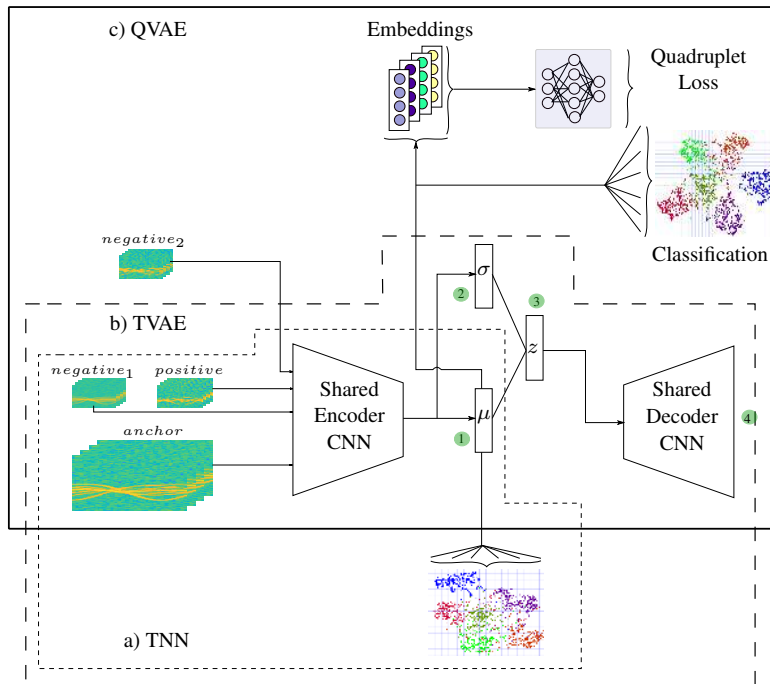 c) QVAE
Embeddings
Quadruplet
Loss
Classification
negative2
σ
2
3
b) TVAE
negative1
positive
z
Shared
Encoder
CNN
Shared
Decoder
CNN
μ
4
1
anchor
a) TNN